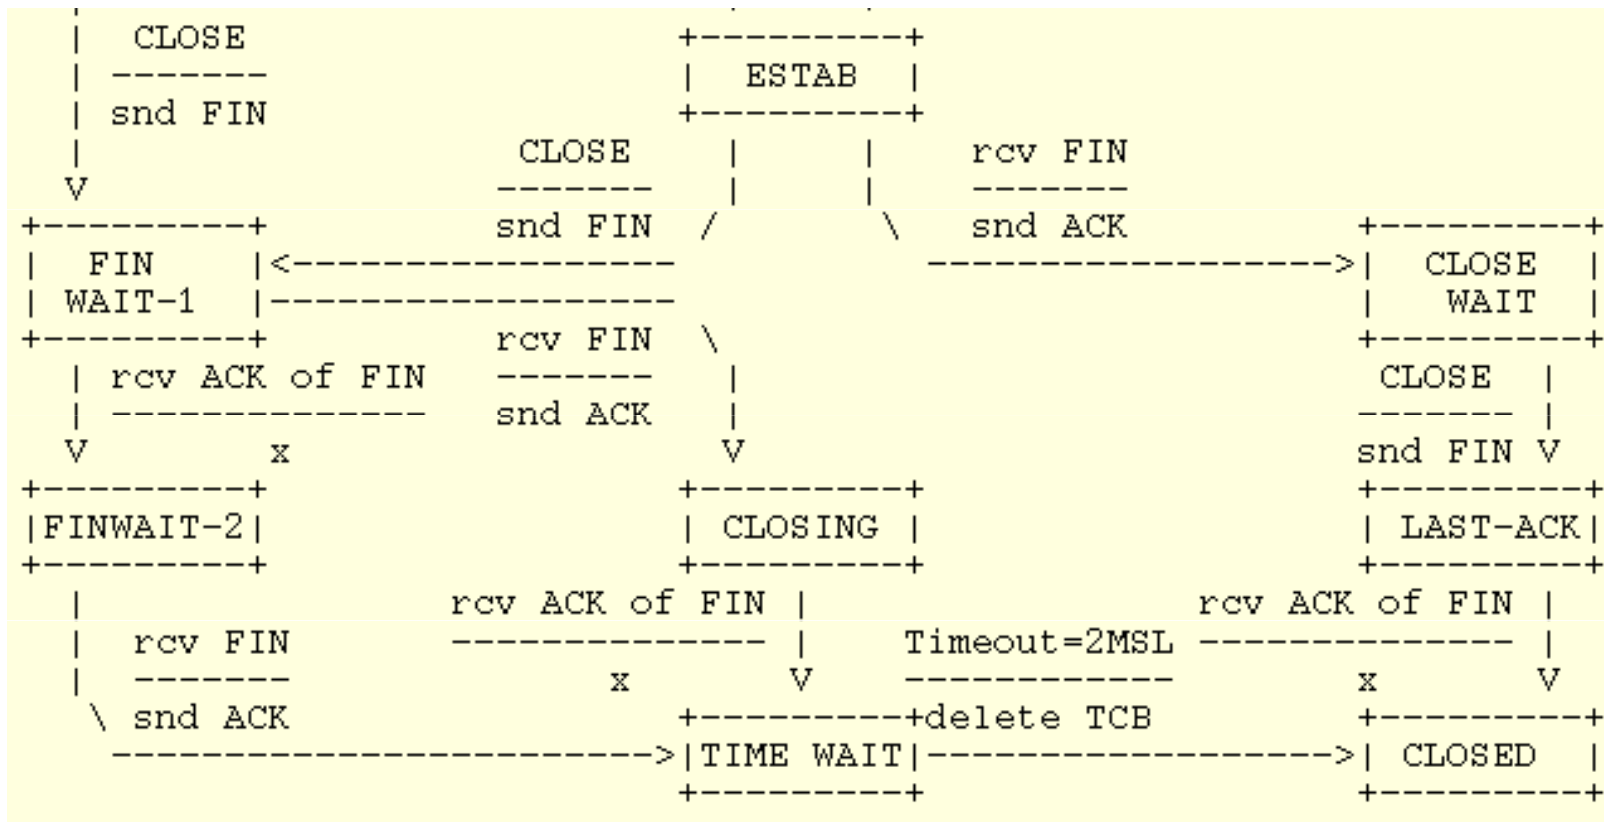 CLOSE
-------
snd FIN
ESTAB
CLOSE rcv FIN
------- -------
snd FIN snd ACK
FIN CLOSE
WAIT-1 WAIT
rcv FIN
rcv ACK of FIN ------- CLOSE
-------------- snd ACK -------
x snd FIN
FINWAIT-2 CLOSING LAST-ACK
rcv ACK of FIN rcv ACK of FIN
rcv FIN -------------- Timeout=2MSL --------------
------- x ------------ x
snd ACK delete TCB
TIME WAIT CLOSED